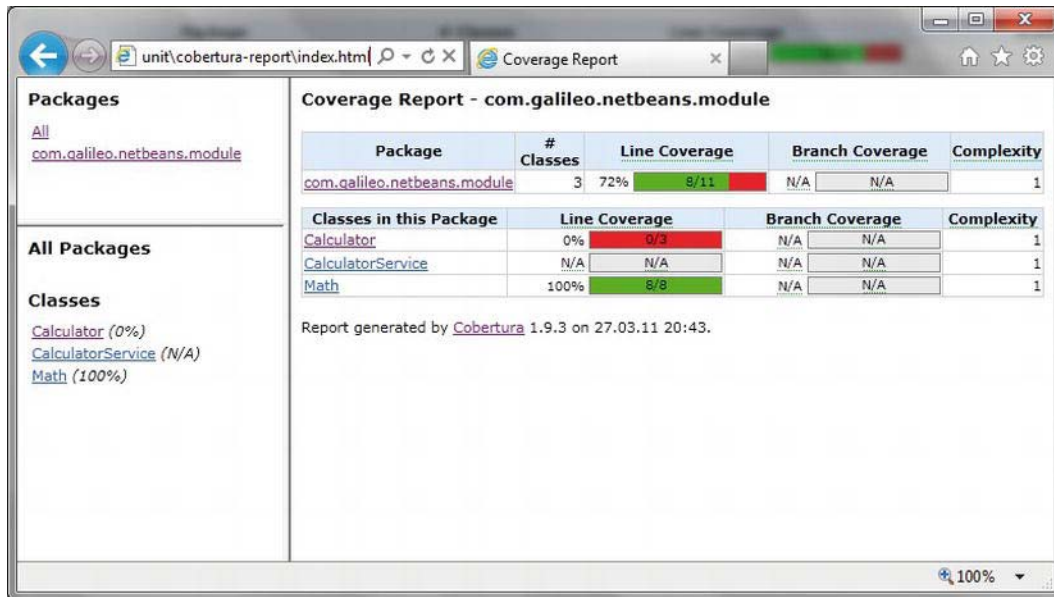 unit\cobertura-report\index.html
Coverage Report
Packages
All
com.galileo.netbeans.module
All Packages
Classes
Calculator (0%)
CalculatorService (N/A)
Math (100%)
Coverage Report - com.galileo.netbeans.module
Package # Classes Line Coverage Branch Coverage Complexity
com.galileo.netbeans.module 3 72% 8/11 N/A N/A 1
Classes in this Package Line Coverage Branch Coverage Complexity
Calculator 0% 0/3 N/A N/A 1
CalculatorService N/A N/A N/A N/A 1
Math 100% 8/8 N/A N/A 1
Report generated by Cobertura 1.9.3 on 27.03.11 20:43.
100%